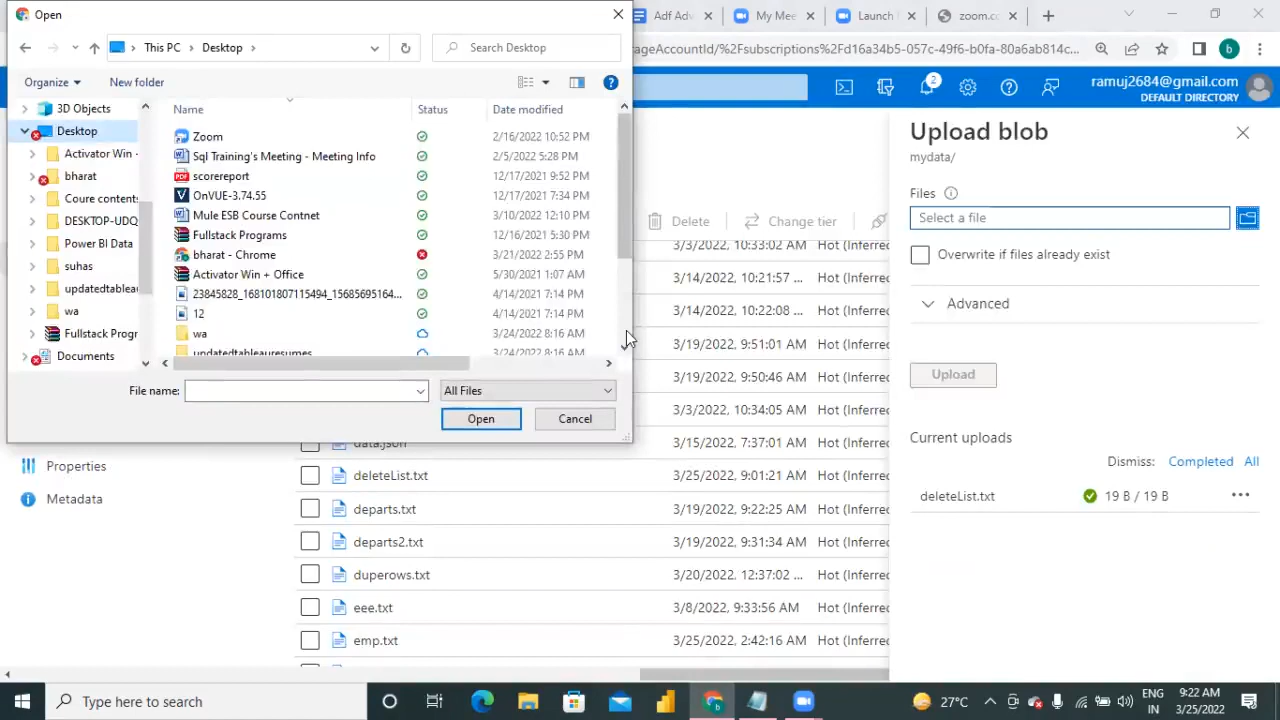 Open
Adf Adv
My Mee
Launch
zoom.cc
This PC
Desktop
Search Desktop
rageAccountId/%2Fsubscriptions%2Fd16a34b5-057c-49f6-b0fa-80a6ab814c...
b
Organize
New folder
2
ramuj2684@gmail.com
DEFAULT DIRECTORY
3D Objects
Desktop
Activator Win -
bharat
Coure content:
DESKTOP-UDQ
Power BI Data
suhas
updatedtableau
wa
Fullstack Progr
Documents
Name Status Date modified
Zoom 2/16/2022 10:52 PM
Sql Training's Meeting - Meeting Info 2/5/2022 5:28 PM
scorereport 12/17/2021 9:52 PM
OnVUE-3.74.55 12/17/2021 7:34 PM
Mule ESB Course Contnet 3/10/2022 12:10 PM
Fullstack Programs 12/16/2021 5:30 PM
bharat - Chrome 3/21/2022 2:55 PM
Activator Win + Office 5/30/2021 1:07 AM
23845828_168101807115494_15685695164... 4/14/2021 7:14 PM
12 4/14/2021 7:14 PM
wa 3/24/2022 8:16 AM
updatedtableauresumes 3/24/2022 8:16 AM
File name:
All Files
Open
Cancel
Delete
Change tier
3/3/2022, 10:33:02 AM Hot (Inferred
3/14/2022, 10:21:57 ... Hot (Inferred
3/14/2022, 10:22:08 ... Hot (Inferred
3/19/2022, 9:51:01 AM Hot (Inferred
3/19/2022, 9:50:46 AM Hot (Inferred
3/3/2022, 10:34:05 AM Hot (Inferred
data.json 3/15/2022, 7:37:01 AM Hot (Inferred
deleteList.txt 3/25/2022, 9:01:21 AM Hot (Inferred
departs.txt 3/19/2022, 9:22:25 AM Hot (Inferred
departs2.txt 3/19/2022, 9:31:34 AM Hot (Inferred
duperows.txt 3/20/2022, 12:37:02 ... Hot (Inferred
eee.txt 3/8/2022, 9:33:56 AM Hot (Inferred
emp.txt 3/25/2022, 2:42:16 AM Hot (Inferred
Properties
Metadata
Upload blob
mydata/
Files
Select a file
Overwrite if files already exist
Advanced
Upload
Current uploads
Dismiss: Completed All
deleteList.txt 19 B / 19 B
Type here to search
27°C
ENG
IN
9:22 AM
3/25/2022